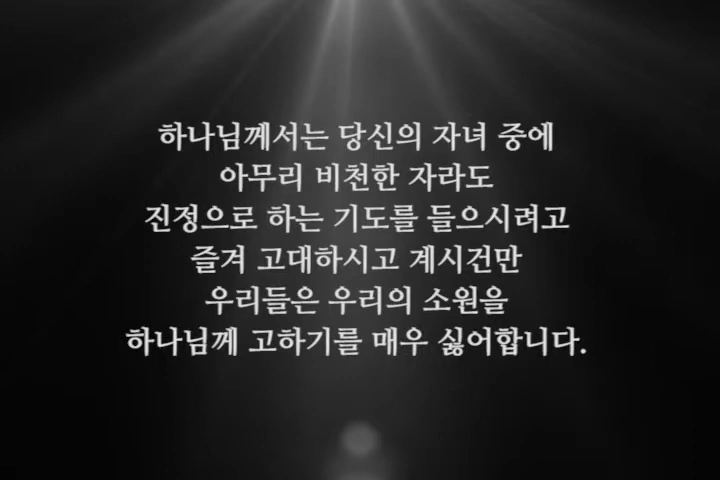 하나님께서는 당신의 자녀 중에
아무리 비천한 자라도
진정으로 하는 기도를 들으시려고
즐겨 고대하시고 계시건만
우리들은 우리의 소원을
하나님께 고하기를 매우 싫어합니다.